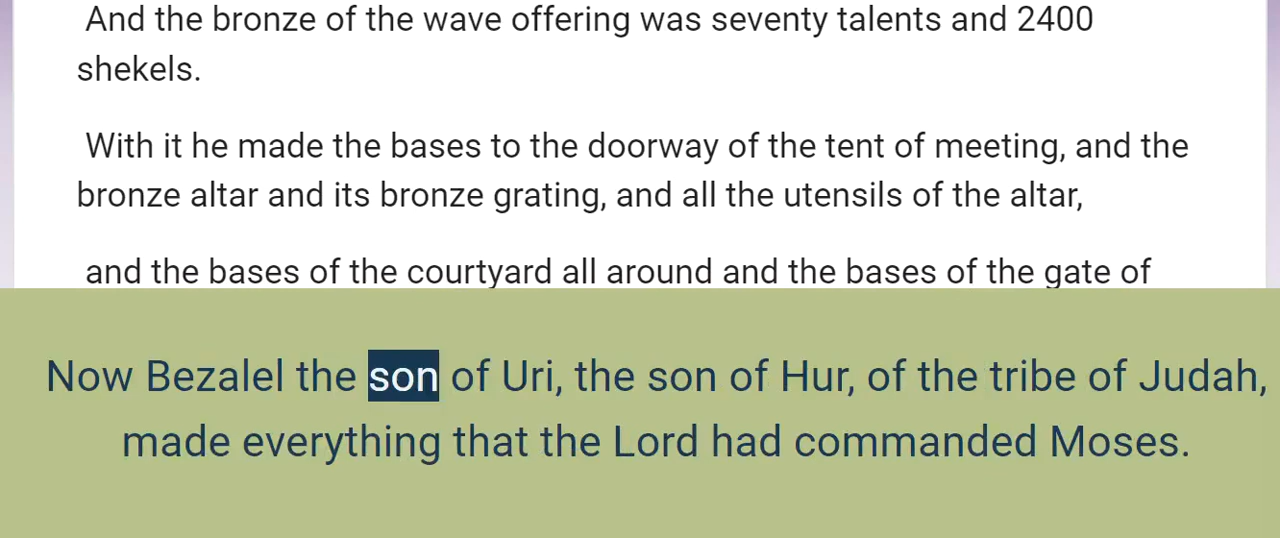 And the bronze of the wave offering was seventy talents and 2400
shekels.
With it he made the bases to the doorway of the tent of meeting, and the
bronze altar and its bronze grating, and all the utensils of the altar,
and the bases of the courtyard all around and the bases of the gate of
Now Bezalel the son of Uri, the son of Hur, of the tribe of Judah,
made everything that the Lord had commanded Moses.